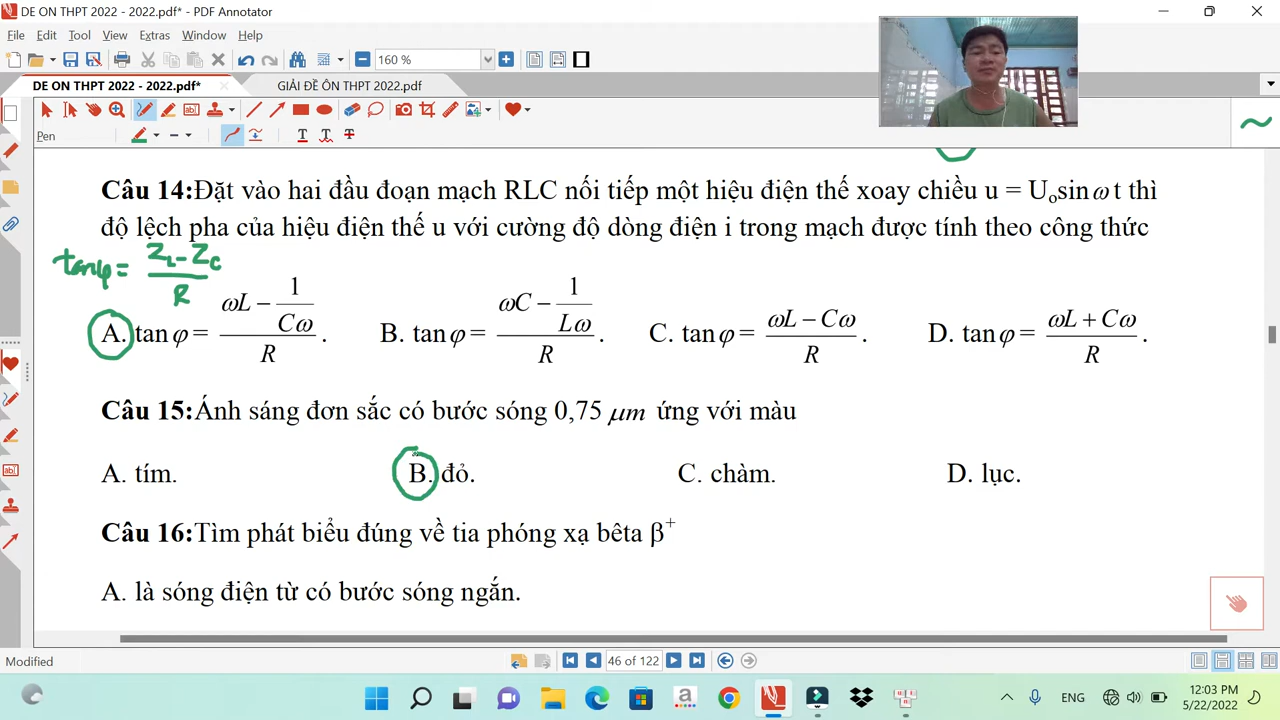 DE ON THPT 2022 - 2022.pdf* - PDF Annotator
File Edit Tool View Extras Window Help
160 %
DE ON THPT 2022 - 2022.pdf* GIẢI ĐỀ ÔN THPT 2022.pdf
Pen
Câu 14:Đặt vào hai đầu đoạn mạch RLC nối tiếp một hiệu điện thế xoay chiều u = Uₒsin ω t thì
độ lệch pha của hiệu điện thế u với cường độ dòng điện i trong mạch được tính theo công thức
tanφ = (Z_L - Z_C)/R
A. tan φ = (ωL − 1/(Cω))/R. B. tan φ = (ωC − 1/(Lω))/R. C. tan φ = (ωL − Cω)/R. D. tan φ = (ωL + Cω)/R.
Câu 15:Ánh sáng đơn sắc có bước sóng 0,75 μm ứng với màu
A. tím. B. đỏ. C. chàm. D. lục.
Câu 16:Tìm phát biểu đúng về tia phóng xạ bêta β⁺
A. là sóng điện từ có bước sóng ngắn.
Modified 46 of 122
ENG 12:03 PM
5/22/2022